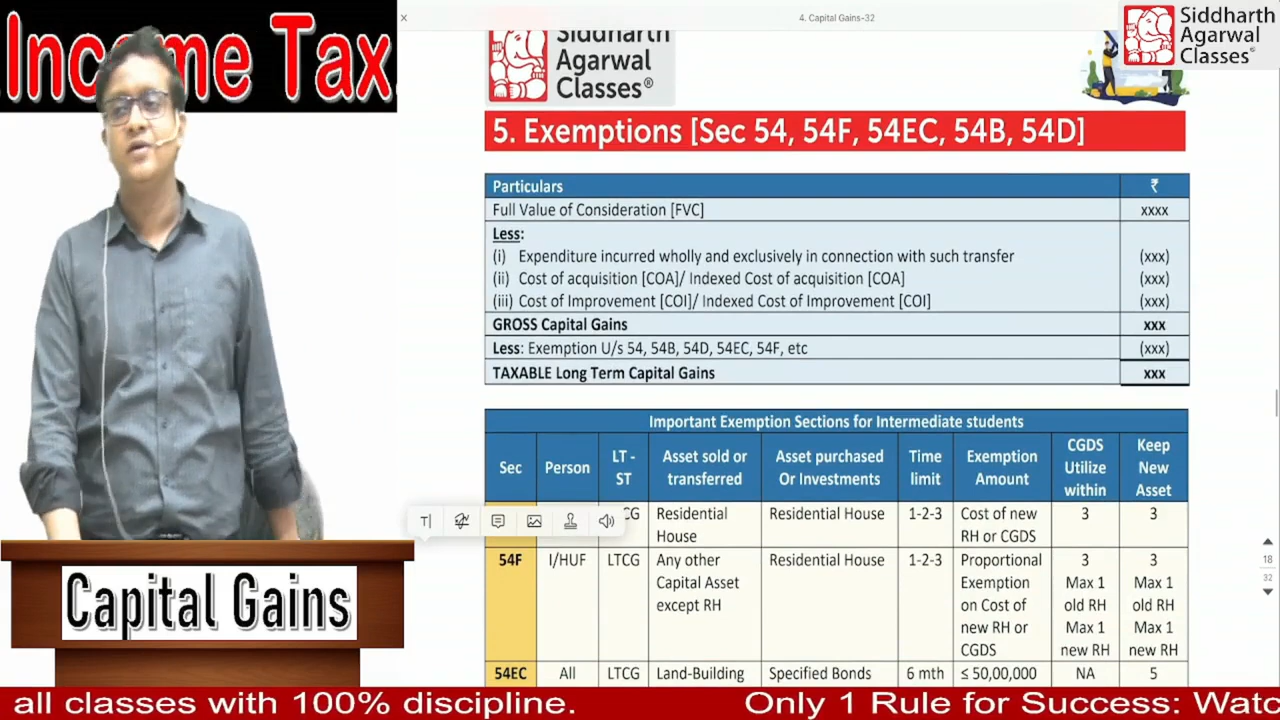 Income Tax
4. Capital Gains-32
Siddharth
Agarwal
Classes®
Siddharth
Agarwal
Classes®
5. Exemptions [Sec 54, 54F, 54EC, 54B, 54D]
Particulars ₹
Full Value of Consideration [FVC] xxxx
Less:
(i) Expenditure incurred wholly and exclusively in connection with such transfer (xxx)
(ii) Cost of acquisition [COA]/ Indexed Cost of acquisition [COA] (xxx)
(iii) Cost of Improvement [COI]/ Indexed Cost of Improvement [COI] (xxx)
GROSS Capital Gains xxx
Less: Exemption U/s 54, 54B, 54D, 54EC, 54F, etc (xxx)
TAXABLE Long Term Capital Gains xxx
Important Exemption Sections for Intermediate students
Sec Person LT - ST Asset sold or transferred Asset purchased Or Investments Time limit Exemption Amount CGDS Utilize within Keep New Asset
CG Residential House Residential House 1-2-3 Cost of new RH or CGDS 3 3
54F I/HUF LTCG Any other Capital Asset except RH Residential House 1-2-3 Proportional Exemption on Cost of new RH or CGDS 3 Max 1 old RH Max 1 new RH 3 Max 1 old RH Max 1 new RH
54EC All LTCG Land-Building Specified Bonds 6 mth ≤ 50,00,000 NA 5
18
32
Capital Gains
all classes with 100% discipline. Only 1 Rule for Success: Watc